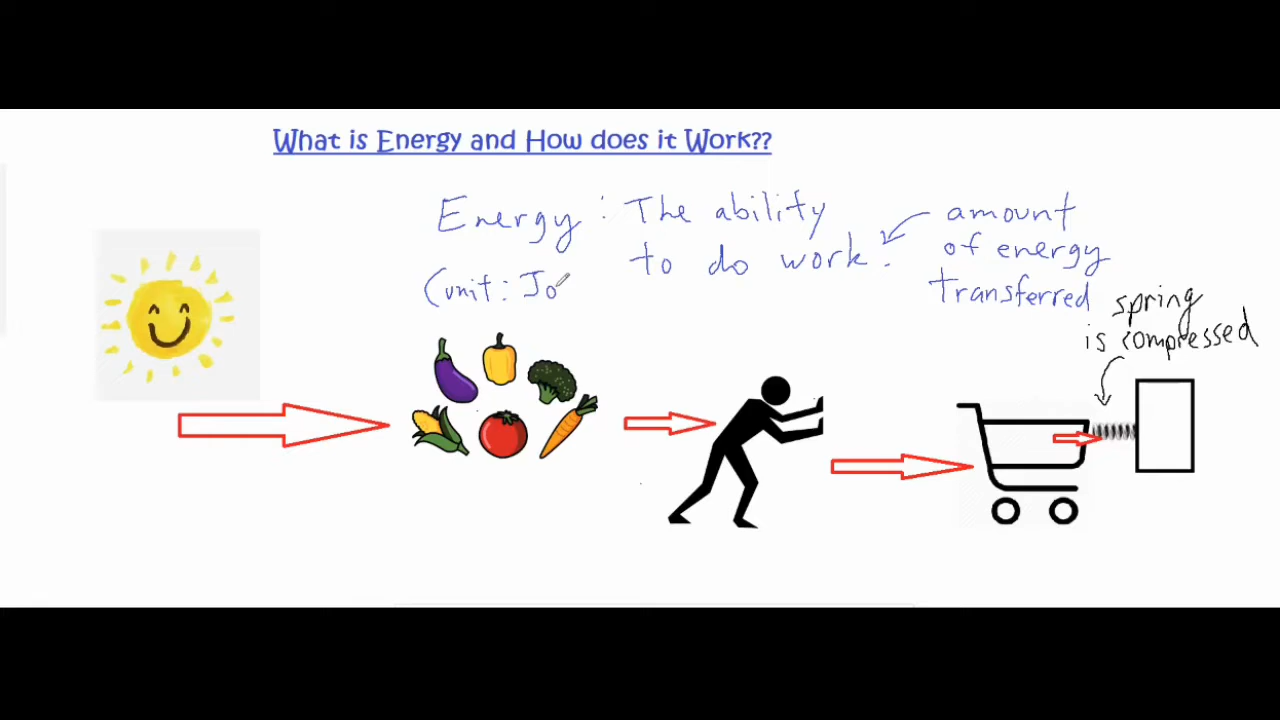 What is Energy and How does it Work??
Energy : The ability
to do work.
amount
of energy
transferred
(unit: Jo
spring
is compressed